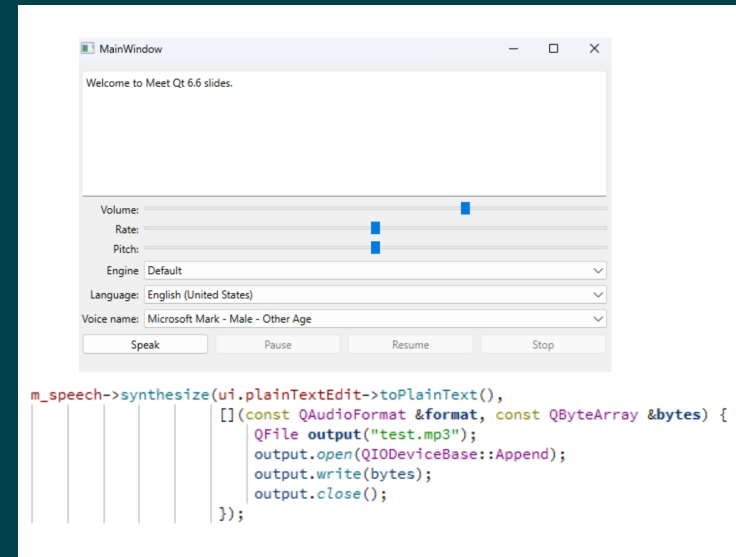 MainWindow
Welcome to Meet Qt 6.6 slides.
Volume:
Rate:
Pitch:
Engine Default
Language: English (United States)
Voice name: Microsoft Mark - Male - Other Age
Speak Pause Resume Stop
m_speech->synthesize(ui.plainTextEdit->toPlainText(),
[](const QAudioFormat &format, const QByteArray &bytes) {
QFile output("test.mp3");
output.open(QIODeviceBase::Append);
output.write(bytes);
output.close();
});